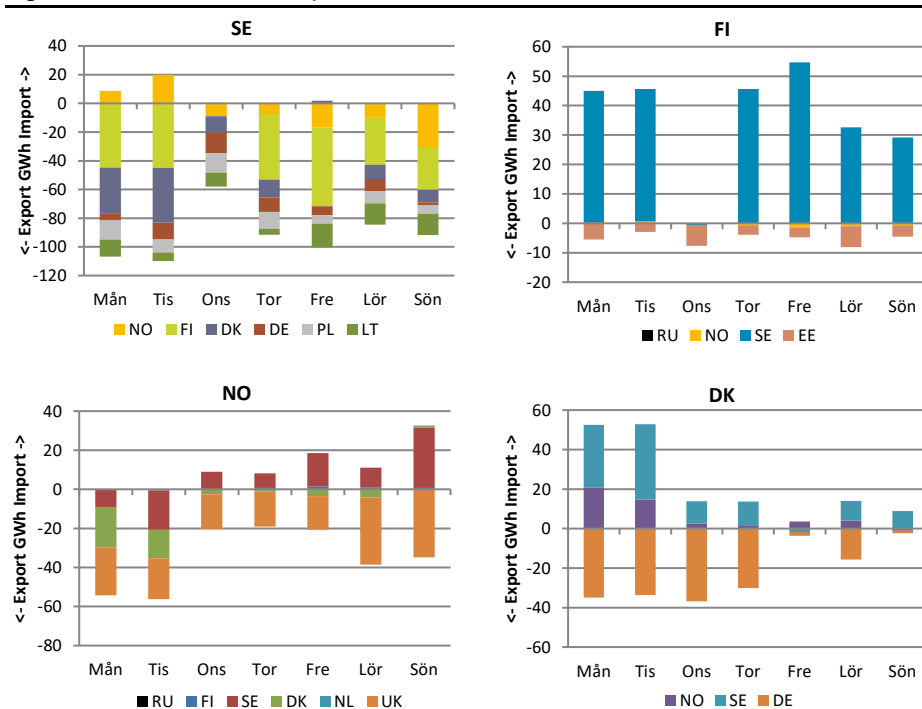 SE
<- Export GWh Import ->
40
20
0
-20
-40
-60
-80
-100
-120
Mån Tis Ons Tor Fre Lör Sön
NO FI DK DE PL LT
FI
<- Export GWh Import ->
60
50
40
30
20
10
0
-10
-20
Mån Tis Ons Tor Fre Lör Sön
RU NO SE EE
NO
<- Export GWh Import ->
40
20
0
-20
-40
-60
-80
Mån Tis Ons Tor Fre Lör Sön
RU FI SE DK NL UK
DK
<- Export GWh Import ->
60
40
20
0
-20
-40
-60
Mån Tis Ons Tor Fre Lör Sön
NO SE DE